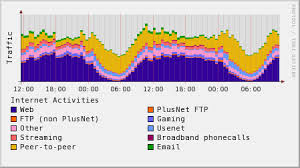 Traffic
12:00 18:00 00:00 06:00 12:00 18:00 00:00 06:00
Internet Activities
Web
PlusNet FTP
FTP (non PlusNet)
Gaming
Other
Usenet
Streaming
Broadband phonecalls
Peer-to-peer
Email